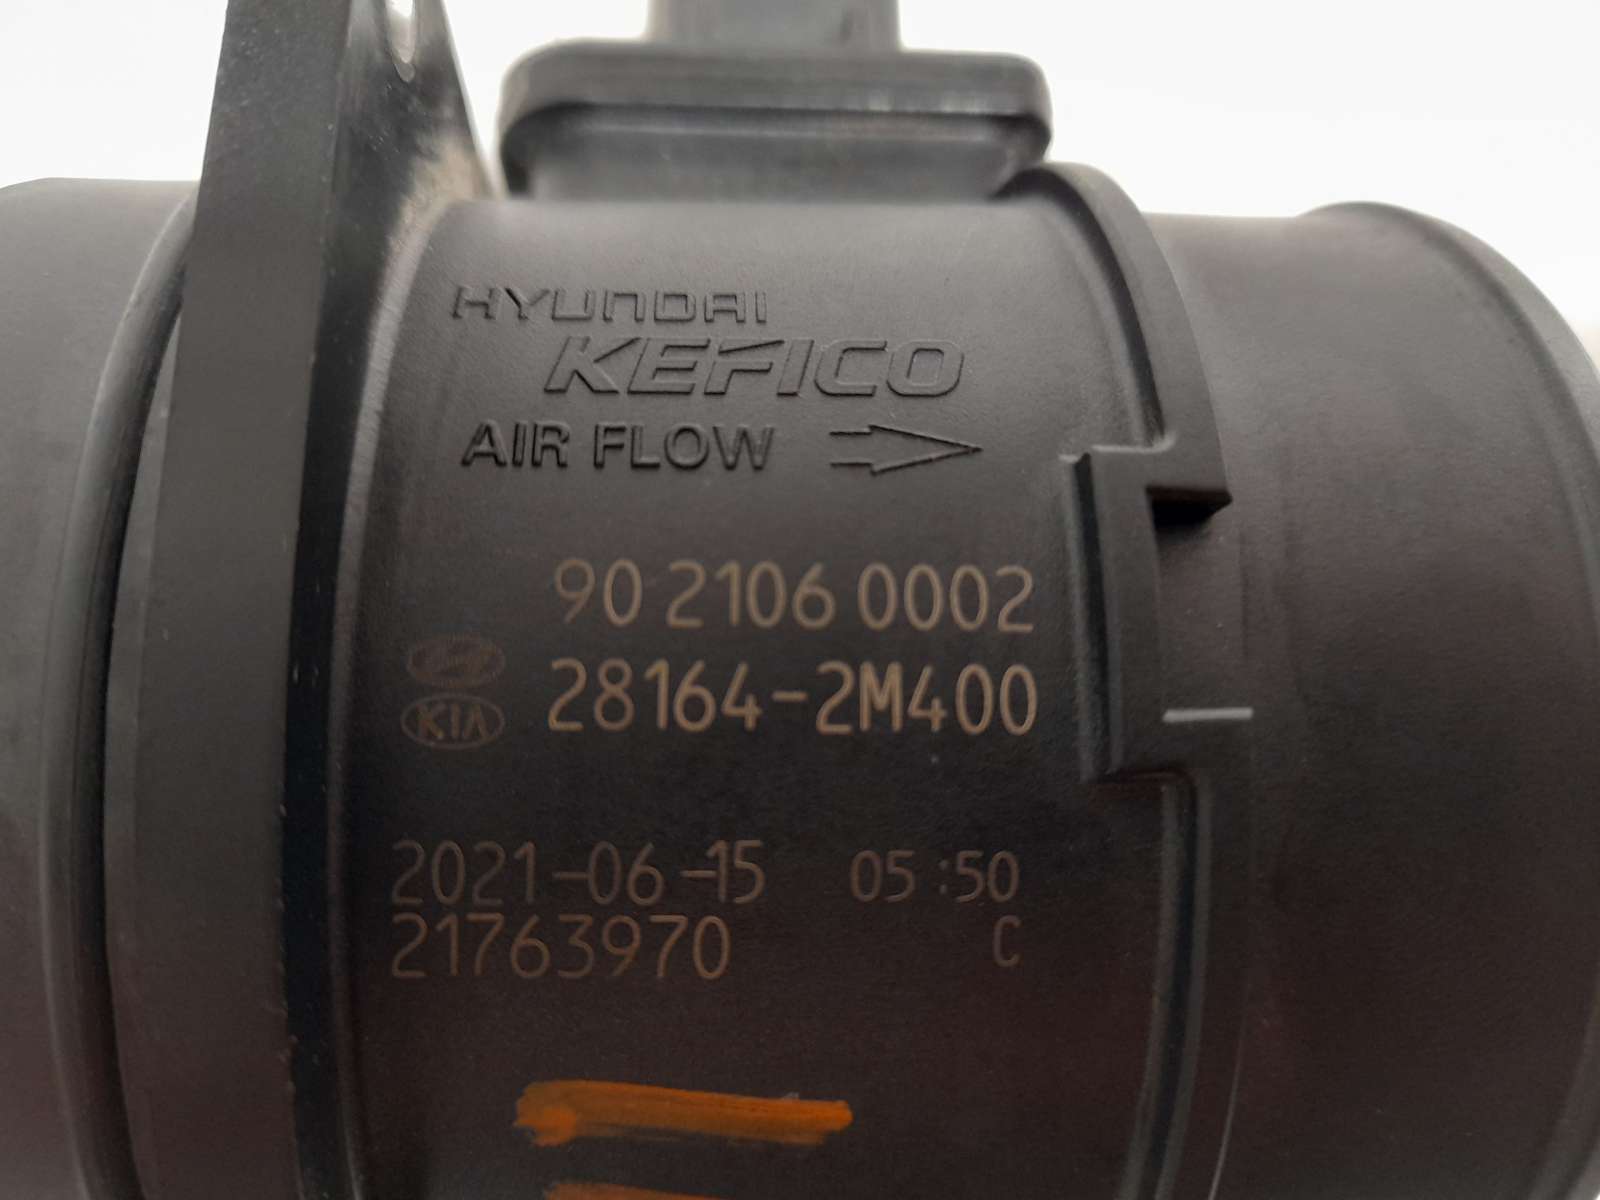 HYUNDAI
KEFICO
AIR FLOW
90 2106 0002
28164-2M400
KIA
2021-06-15 05:50
21763970 C